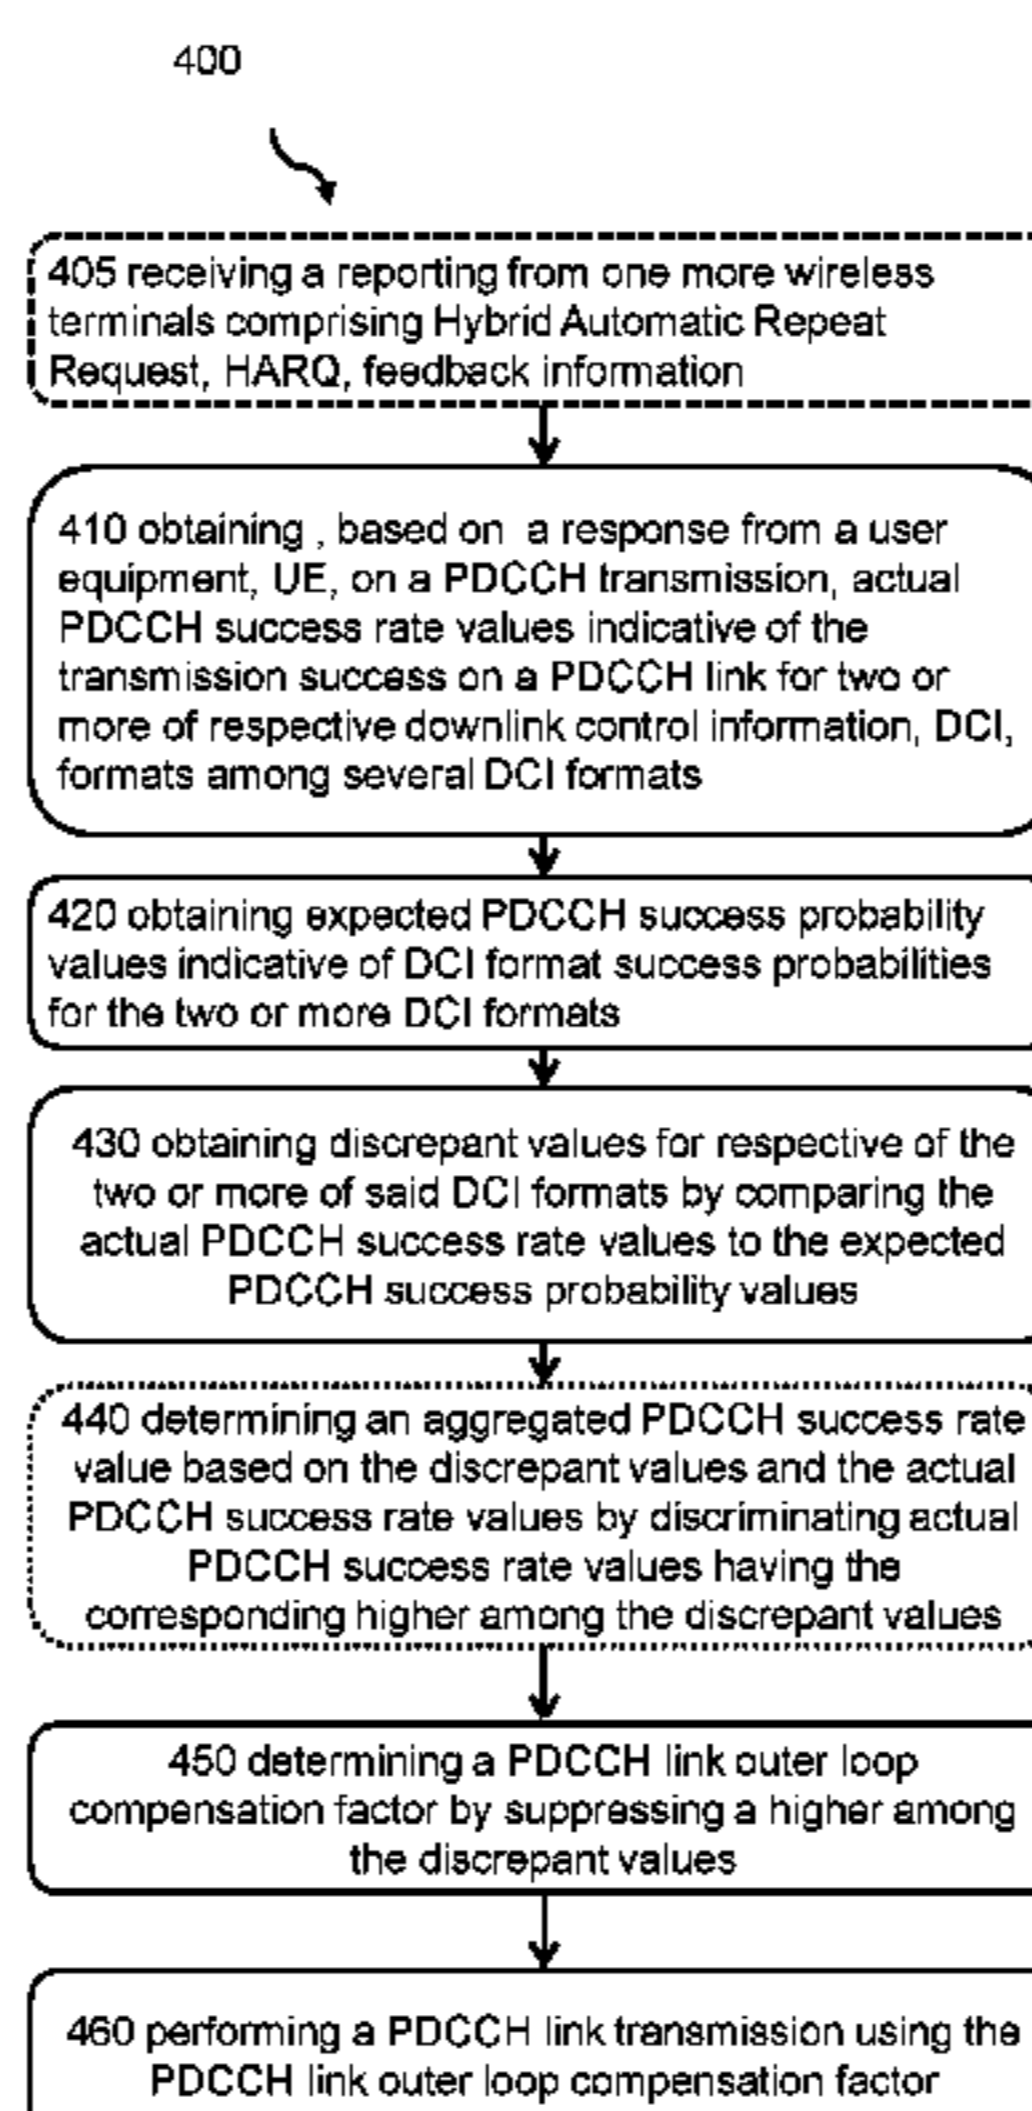 400
405 receiving a reporting from one more wireless
terminals comprising Hybrid Automatic Repeat
Request, HARQ, feedback information
410 obtaining , based on a response from a user
equipment, UE, on a PDCCH transmission, actual
PDCCH success rate values indicative of the
transmission success on a PDCCH link for two or
more of respective downlink control information, DCI,
formats among several DCI formats
420 obtaining expected PDCCH success probability
values indicative of DCI format success probabilities
for the two or more DCI formats
430 obtaining discrepant values for respective of the
two or more of said DCI formats by comparing the
actual PDCCH success rate values to the expected
PDCCH success probability values
440 determining an aggregated PDCCH success rate
value based on the discrepant values and the actual
PDCCH success rate values by discriminating actual
PDCCH success rate values having the
corresponding higher among the discrepant values
450 determining a PDCCH link outer loop
compensation factor by suppressing a higher among
the discrepant values
460 performing a PDCCH link transmission using the
PDCCH link outer loop compensation factor